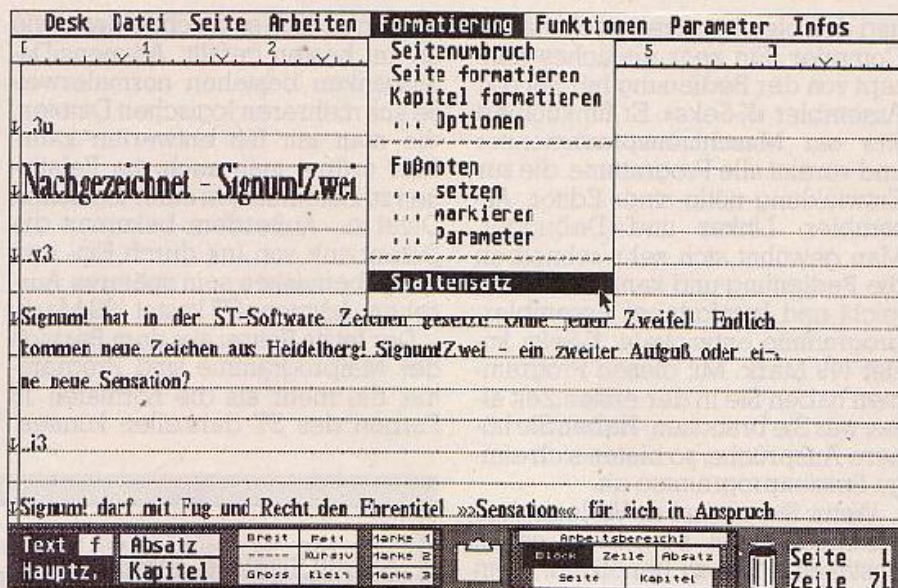 Desk Datei Seite Arbeiten Formatierung Funktionen Parameter Infos
[ 1 2 5 ]
Seitenumbruch
Seite formatieren
Kapitel formatieren
... Optionen
Fußnoten
... setzen
... markieren
... Parameter
Spaltensatz
..3u
Nachgezeichnet - Signum!Zwei
..v3
Signum! hat in der ST-Software Zeichen gesetzt! Ohne jeden Zweifel! Endlich
kommen neue Zeichen aus Heidelberg! Signum!Zwei - ein zweiter Aufguß oder ei¬
ne neue Sensation?
..i3
Signum! darf mit Fug und Recht den Ehrentitel »»Sensation«« für sich in Anspruch
Text f Absatz Breit Fett Marke 1 Arbeitsbereich: Seite L
Hauptz. Kapitel ----- Kursiv Marke 2 Block Zeile Absatz Zeile 7L
Gross Klein Marke 3 Seite Kapitel